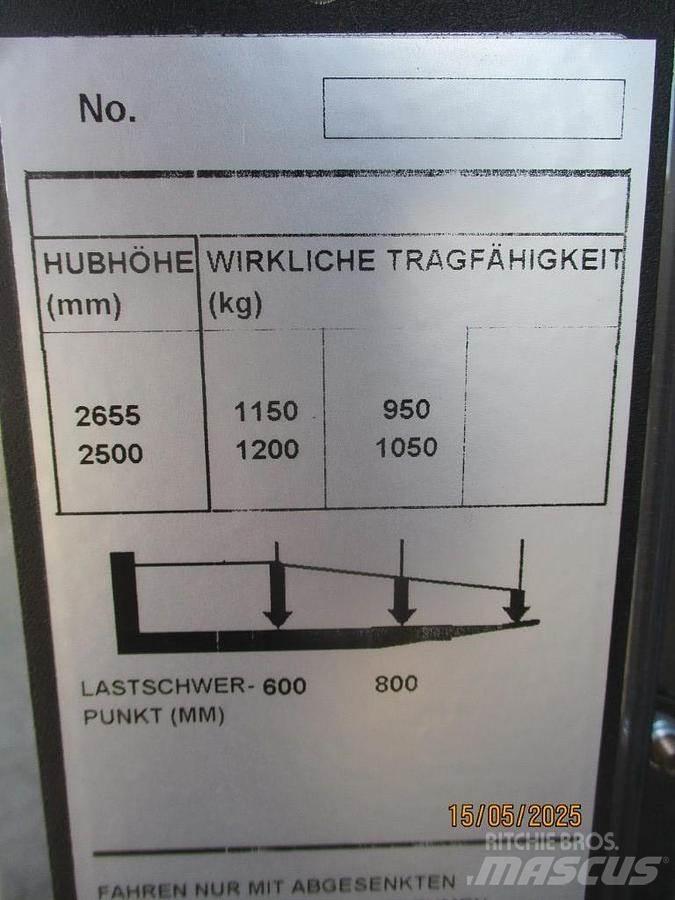 No.
HUBHÖHE WIRKLICHE TRAGFÄHIGKEIT
(mm) (kg)
2655 1150 950
2500 1200 1050
LASTSCHWER- 600 800
PUNKT (MM)
15/05/2025
RITCHIE BROS.
MASCUS
FAHREN NUR MIT ABGESENKTEN